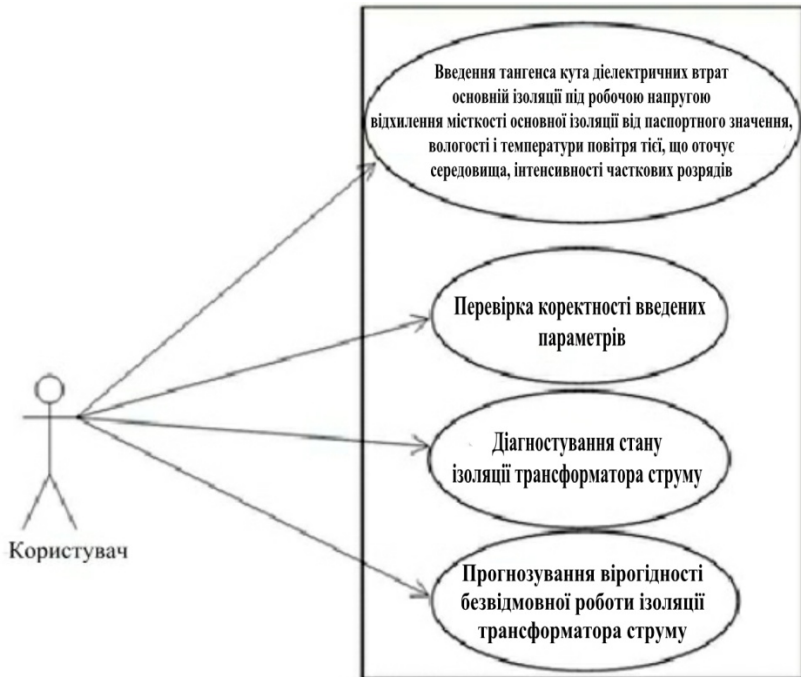 Введення тангенса кута діелектричних втрат
основній ізоляції під робочою напругою
відхилення місткості основної ізоляції від паспортного значення,
вологості і температури повітря тієї, що оточує
середовища, інтенсивності часткових розрядів
Перевірка коректності введених
параметрів
Діагностування стану
ізоляції трансформатора струму
Користувач
Прогнозування вірогідності
безвідмовної роботи ізоляції
трансформатора струму